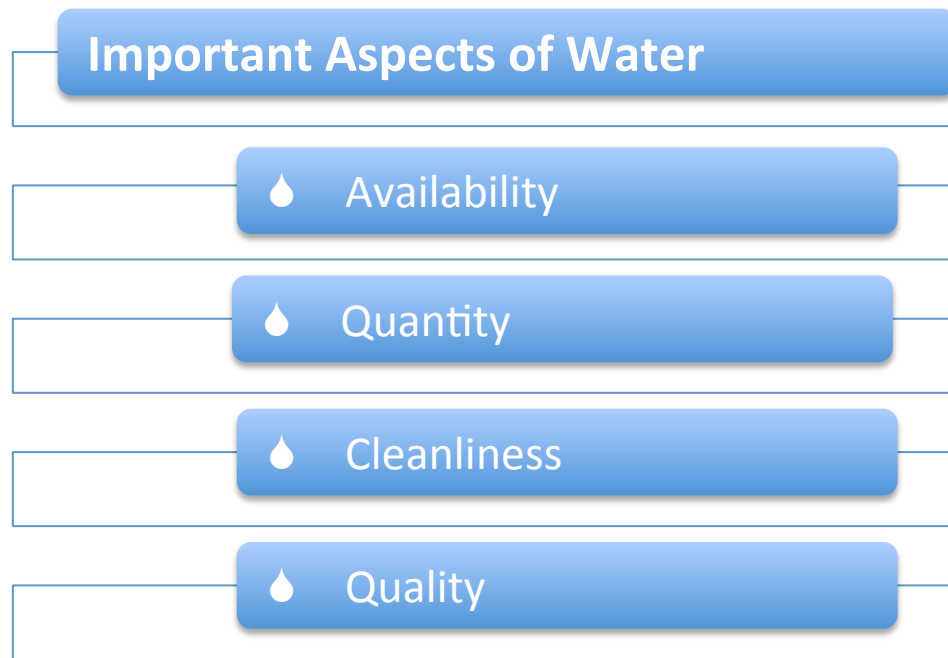 Important Aspects of Water
Availability
Quantity
Cleanliness
Quality